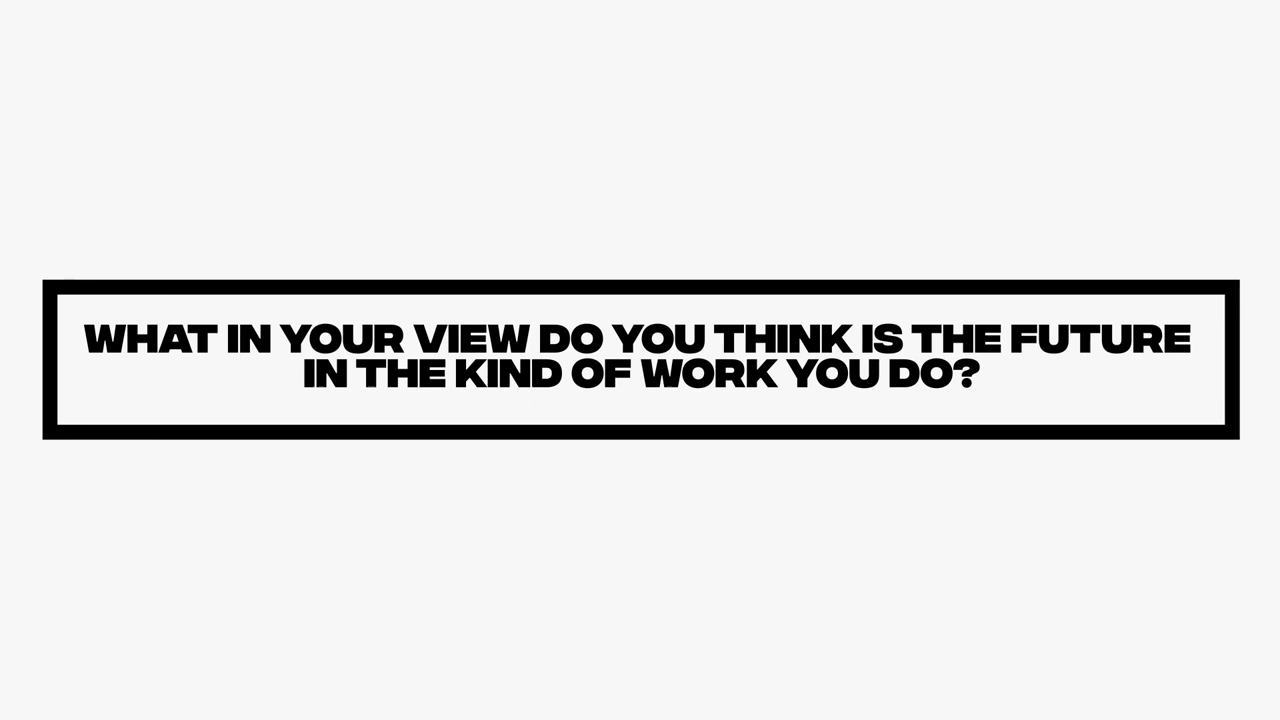 WHAT IN YOUR VIEW DO YOU THINK IS THE FUTURE
IN THE KIND OF WORK YOU DO?